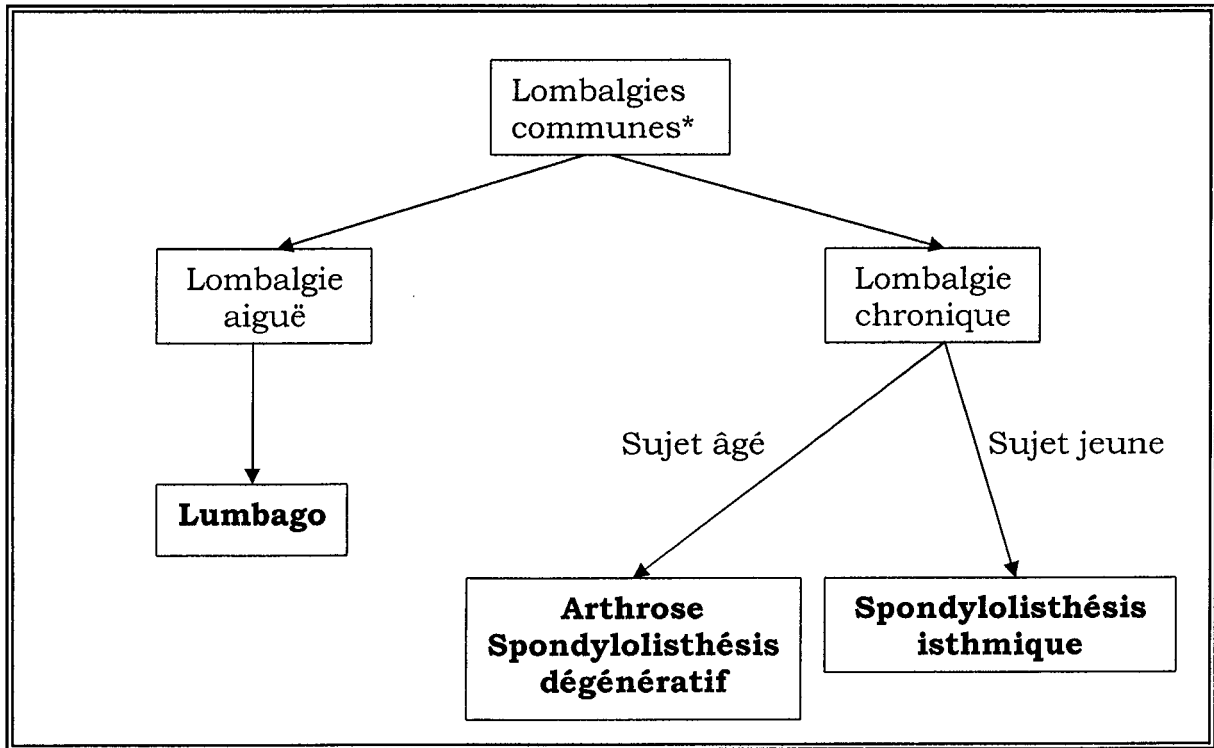 Lombalgies
communes*
Lombalgie
aiguë
Lombalgie
chronique
Sujet âgé
Sujet jeune
Lumbago
Arthrose
Spondylolisthésis
dégénératif
Spondylolisthésis
isthmique